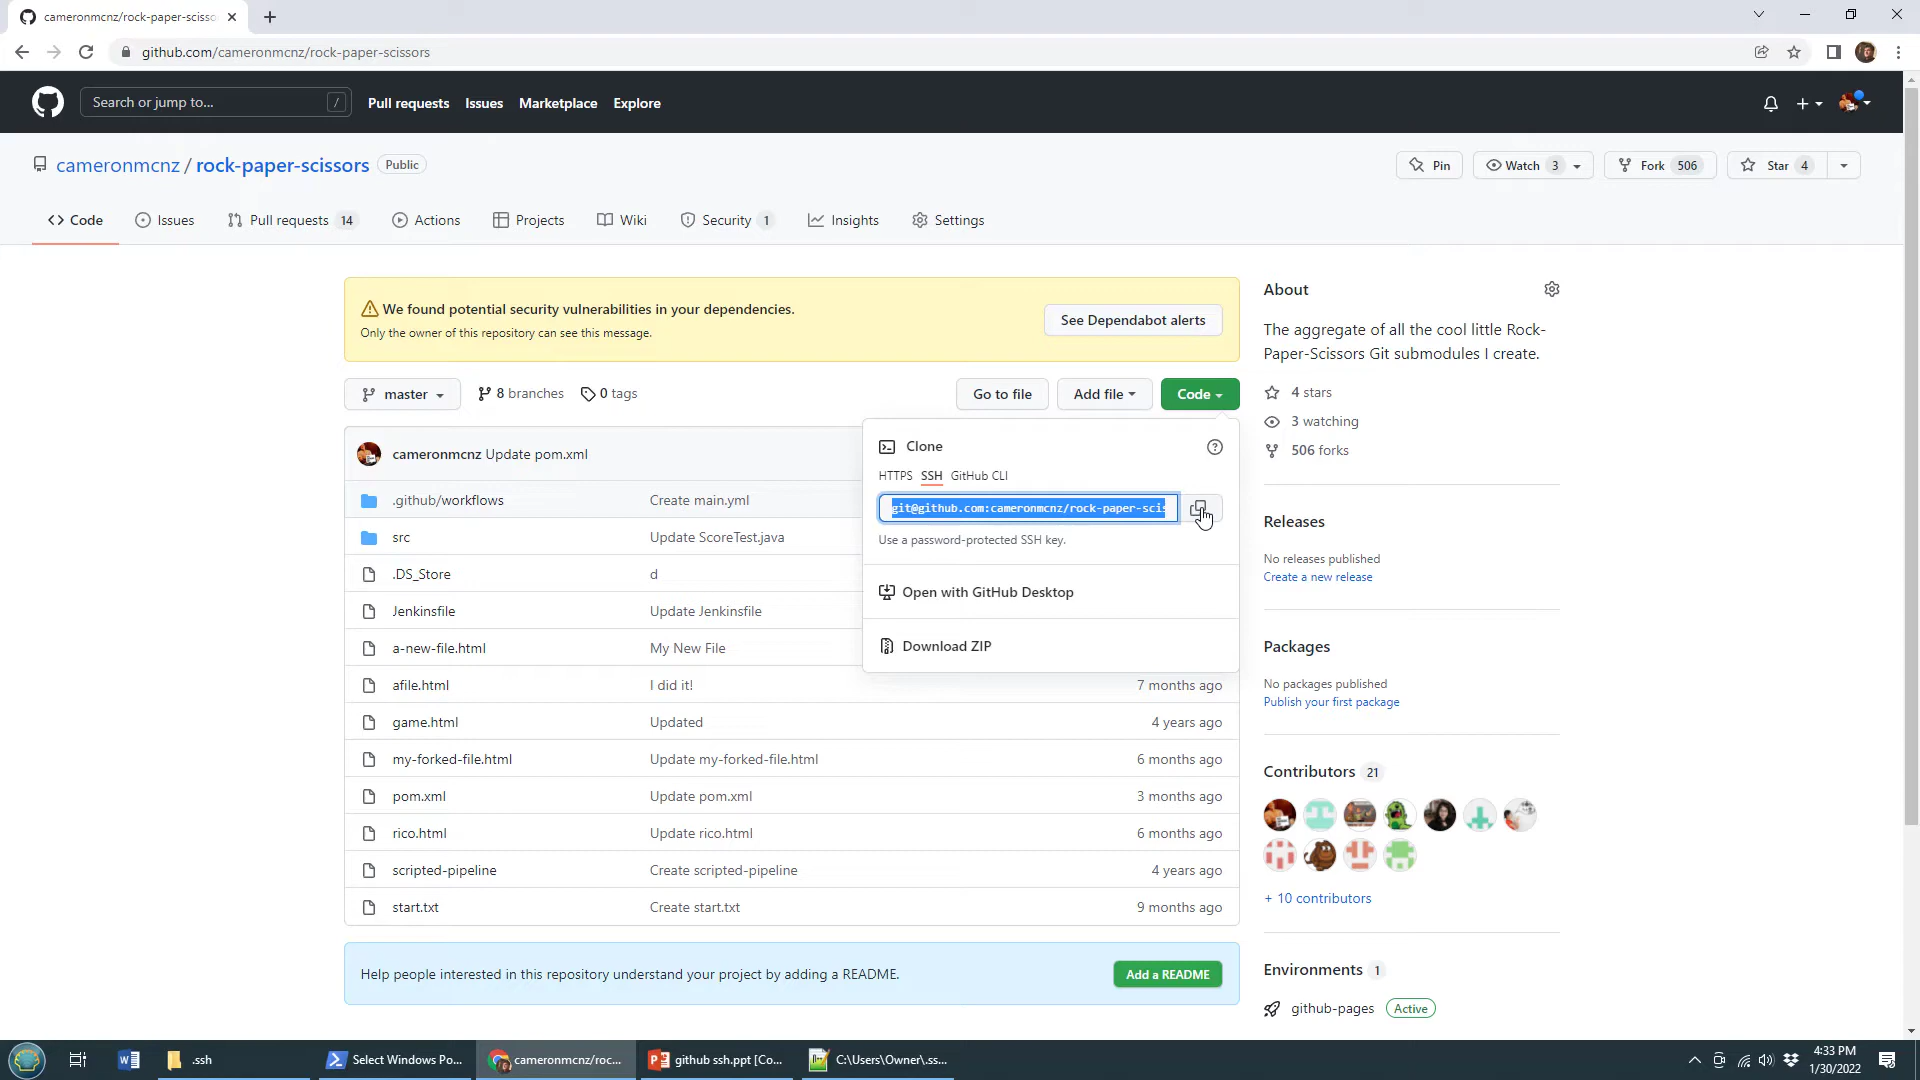 cameronmcnz/rock-paper-scisso
github.com/cameronmcnz/rock-paper-scissors
Search or jump to... /
Pull requests Issues Marketplace Explore
cameronmcnz / rock-paper-scissors Public
Pin Watch 3 Fork 506 Star 4
Code Issues Pull requests 14 Actions Projects Wiki Security 1 Insights Settings
We found potential security vulnerabilities in your dependencies.
Only the owner of this repository can see this message.
See Dependabot alerts
master 8 branches 0 tags Go to file Add file Code
cameronmcnz Update pom.xml
.github/workflows Create main.yml
src Update ScoreTest.java
.DS_Store d
Jenkinsfile Update Jenkinsfile
a-new-file.html My New File
afile.html I did it! 7 months ago
game.html Updated 4 years ago
my-forked-file.html Update my-forked-file.html 6 months ago
pom.xml Update pom.xml 3 months ago
rico.html Update rico.html 6 months ago
scripted-pipeline Create scripted-pipeline 4 years ago
start.txt Create start.txt 9 months ago
Clone
HTTPS SSH GitHub CLI
git@github.com:cameronmcnz/rock-paper-scis
Use a password-protected SSH key.
Open with GitHub Desktop
Download ZIP
Help people interested in this repository understand your project by adding a README.
Add a README
About
The aggregate of all the cool little Rock-
Paper-Scissors Git submodules I create.
4 stars
3 watching
506 forks
Releases
No releases published
Create a new release
Packages
No packages published
Publish your first package
Contributors 21
+ 10 contributors
Environments 1
github-pages Active
.ssh
Select Windows Po...
cameronmcnz/roc...
github ssh.ppt [Co...
C:\Users\Owner\.ss...
4:33 PM
1/30/2022